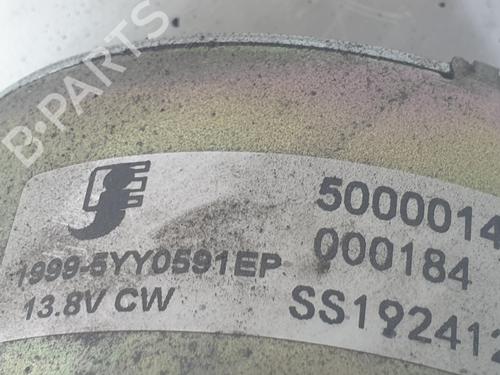 B-PARTS
5000014
1999-5YY0591EP
000184
13.8V CW
SS192412